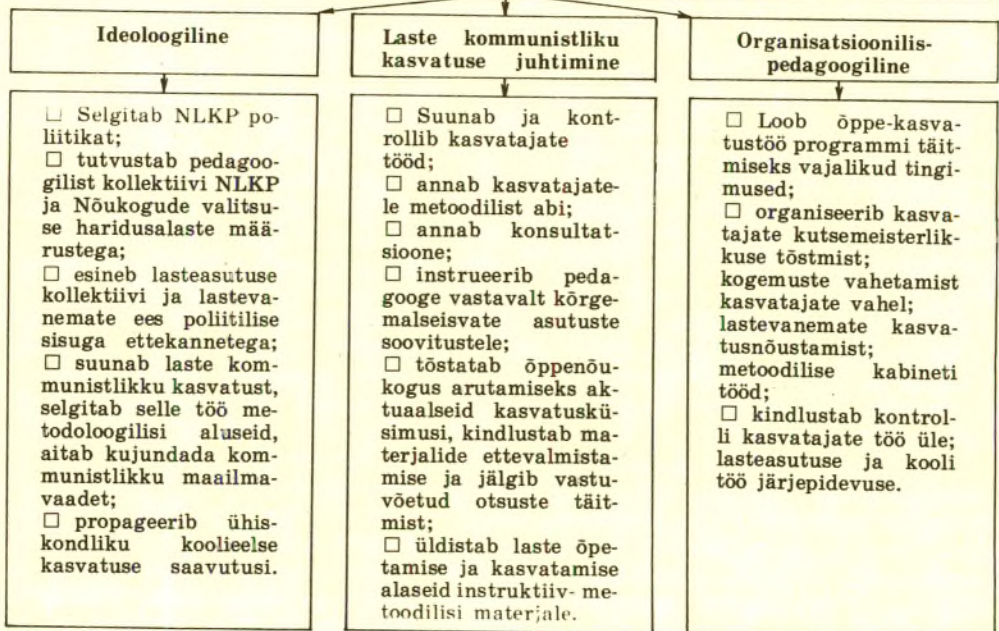 Ideoloogiline
□ Selgitab NLKP po-
liitikat;
□ tutvustab pedagoo-
gilist kollektiivi NLKP
ja Nõukogude valitsu-
se haridusalaste mää-
rustega;
□ esineb lasteasutuse
kollektiivi ja lasteva-
nemate ees poliitilise
sisuga ettekannetega;
□ suunab laste kom-
munistlikku kasvatust,
selgitab selle töö me-
todoloogilisi aluseid,
aitab kujundada kom-
munistlikku maailma-
vaadet;
□ propageerib ühis-
kondliku koolieelse
kasvatuse saavutusi.
Laste kommunistliku
kasvatuse juhtimine
□ Suunab ja kont-
rollib kasvatajate
tööd;
□ annab kasvatajate-
le metoodilist abi;
□ annab konsultat-
sioone;
□ instrueerib peda-
googe vastavalt kõrge-
malseisvate asutuste
soovitustele;
□ tõstatab õppenõu-
kogus arutamiseks ak-
tuaalseid kasvatuskü-
simusi, kindlustab ma-
terjalide ettevalmista-
mise ja jälgib vastu-
võetud otsuste täit-
mist;
□ üldistab laste õpe-
tamise ja kasvatamise
alaseid instruktiiv- me-
toodilisi materjale.
Organisatsioonilis-
pedagoogiline
□ Loob õppe-kasva-
tustöö programmi täit-
miseks vajalikud tingi-
mused;
□ organiseerib kasva-
tajate kutsemeisterlik-
kuse tõstmist;
kogemuste vahetamist
kasvatajate vahel;
lastevanemate kasva-
tusnõustamist;
metoodilise kabineti
tööd;
□ kindlustab kontrol-
li kasvatajate töö üle;
lasteasutuse ja kooli
töö järjepidevuse.